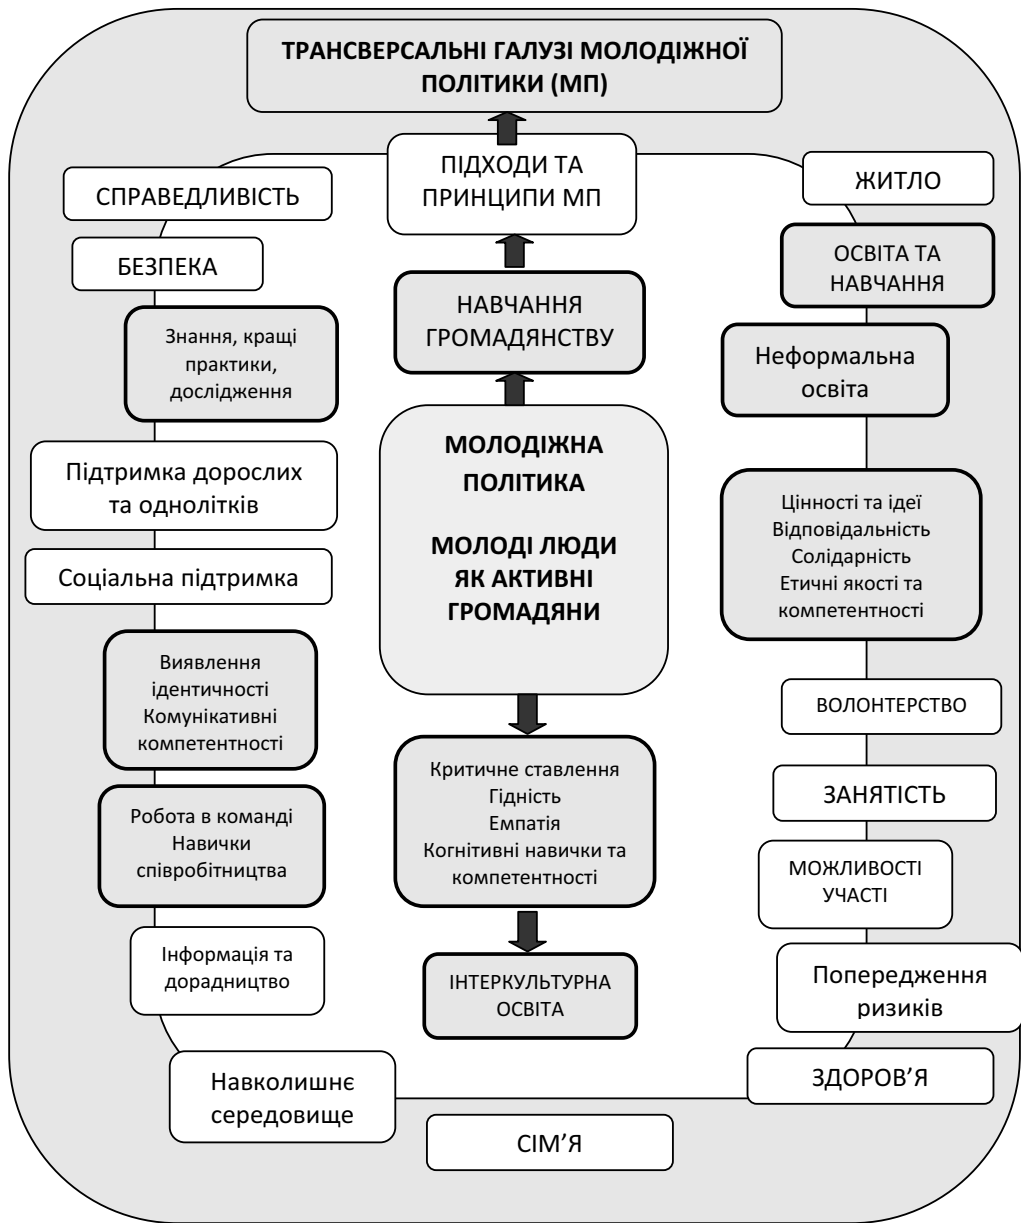 ТРАНСВЕРСАЛЬНІ ГАЛУЗІ МОЛОДІЖНОЇ
ПОЛІТИКИ (МП)
ПІДХОДИ ТА
ПРИНЦИПИ МП
НАВЧАННЯ
ГРОМАДЯНСТВУ
МОЛОДІЖНА
ПОЛІТИКА
МОЛОДІ ЛЮДИ
ЯК АКТИВНІ
ГРОМАДЯНИ
Критичне ставлення
Гідність
Емпатія
Когнітивні навички та
компетентності
ІНТЕРКУЛЬТУРНА
ОСВІТА
СПРАВЕДЛИВІСТЬ
БЕЗПЕКА
Знання, кращі
практики,
дослідження
Підтримка дорослих
та однолітків
Соціальна підтримка
Виявлення
ідентичності
Комунікативні
компетентності
Робота в команді
Навички
співробітництва
Інформація та
дорадництво
Навколишнє
середовище
СІМ’Я
ЖИТЛО
ОСВІТА ТА
НАВЧАННЯ
Неформальна
освіта
Цінності та ідеї
Відповідальність
Солідарність
Етичні якості та
компетентності
ВОЛОНТЕРСТВО
ЗАНЯТІСТЬ
МОЖЛИВОСТІ
УЧАСТІ
Попередження
ризиків
ЗДОРОВ’Я